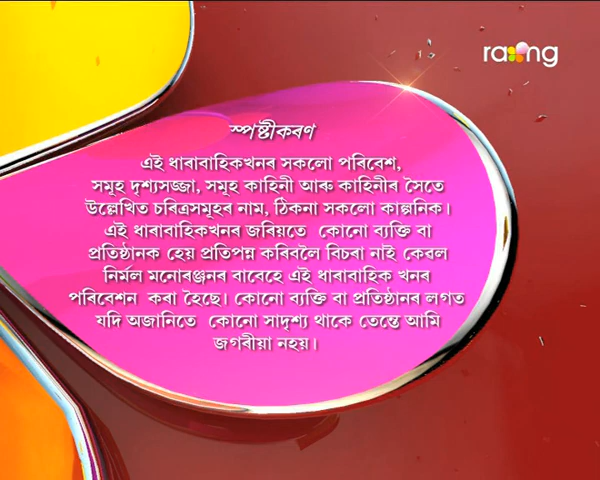 raong
স্পষ্টীকৰণ
এই ধাৰাবাহিকখনৰ সকলো পৰিবেশ,
সমূহ দৃশ্যসজ্জা, সমূহ কাহিনী আৰু কাহিনীৰ সৈতে
উল্লেখিত চৰিত্ৰসমূহৰ নাম, ঠিকনা সকলো কাল্পনিক।
এই ধাৰাবাহিকখনৰ জৰিয়তে কোনো ব্যক্তি বা
প্ৰতিষ্ঠানক হেয় প্ৰতিপন্ন কৰিবলৈ বিচৰা নাই কেৱল
নিৰ্মল মনোৰঞ্জনৰ বাবেহে এই ধাৰাবাহিক খনৰ
পৰিবেশন কৰা হৈছে। কোনো ব্যক্তি বা প্ৰতিষ্ঠানৰ লগত
যদি অজানিতে কোনো সাদৃশ্য থাকে তেন্তে আমি
জগৰীয়া নহয়।